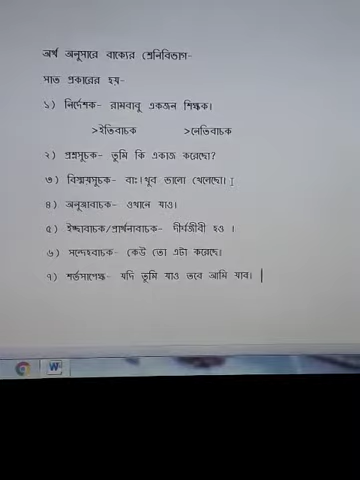 অর্থ অনুসারে বাক্যের শ্রেনিবিভাগ-
সাত প্রকারের হয়-
১) নির্দেশক- রামবাবু একজন শিক্ষক।
>ইতিবাচক >নেতিবাচক
২) প্রশ্নসূচক- তুমি কি একাজ করেছো?
৩) বিস্ময়সূচক- বাঃ।খুব ভালো খেলেছো।
৪) অনুজ্ঞাবাচক- ওখানে যাও।
৫) ইচ্ছাবাচক/প্রার্থনাবাচক- দীর্ঘজীবী হও ।
৬) সন্দেহবাচক- কেউ তো এটা করেছে।
৭) শর্তসাপেক্ষ- যদি তুমি যাও তবে আমি যাব।
W